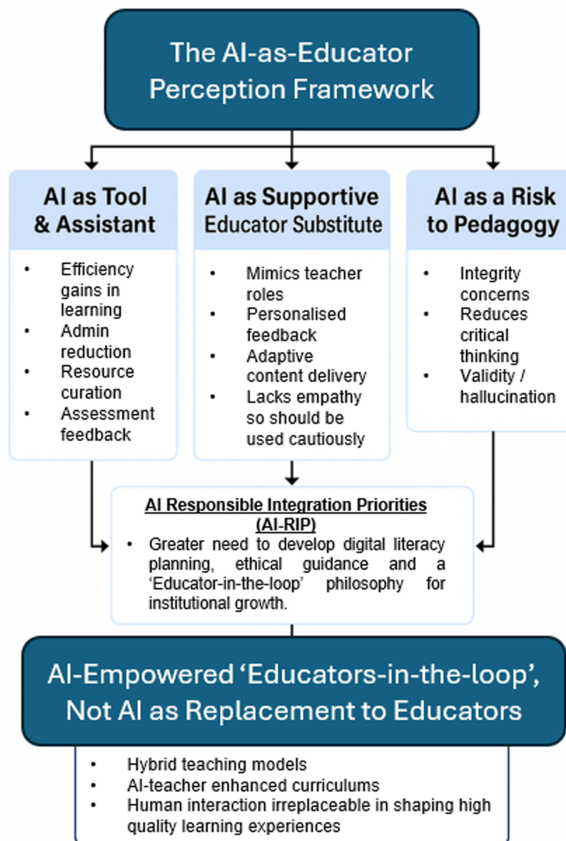 The AI-as-Educator
Perception Framework
AI as Tool
& Assistant
• Efficiency
gains in
learning
• Admin
reduction
• Resource
curation
• Assessment
feedback
AI as Supportive
Educator Substitute
• Mimics teacher
roles
• Personalised
feedback
• Adaptive
content delivery
• Lacks empathy
so should be
used cautiously
AI as a Risk
to Pedagogy
• Integrity
concerns
• Reduces
critical
thinking
• Validity /
hallucination
AI Responsible Integration Priorities
(AI-RIP)
• Greater need to develop digital literacy
planning, ethical guidance and a
‘Educator-in-the-loop’ philosophy for
institutional growth.
AI-Empowered ‘Educators-in-the-loop’,
Not AI as Replacement to Educators
• Hybrid teaching models
• AI-teacher enhanced curriculums
• Human interaction irreplaceable in shaping high
quality learning experiences